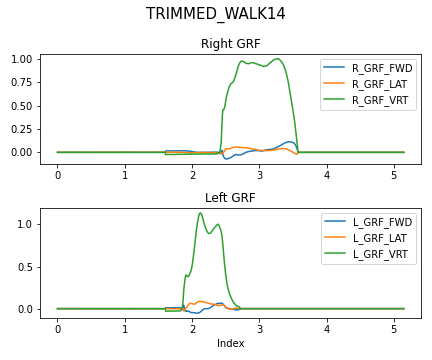 TRIMMED_WALK14
Right GRF
1.00
0.75
0.50
0.25
0.00
R_GRF_FWD
R_GRF_LAT
R_GRF_VRT
0 1 2 3 4 5
Left GRF
1.0
0.5
0.0
L_GRF_FWD
L_GRF_LAT
L_GRF_VRT
0 1 2 3 4 5
Index